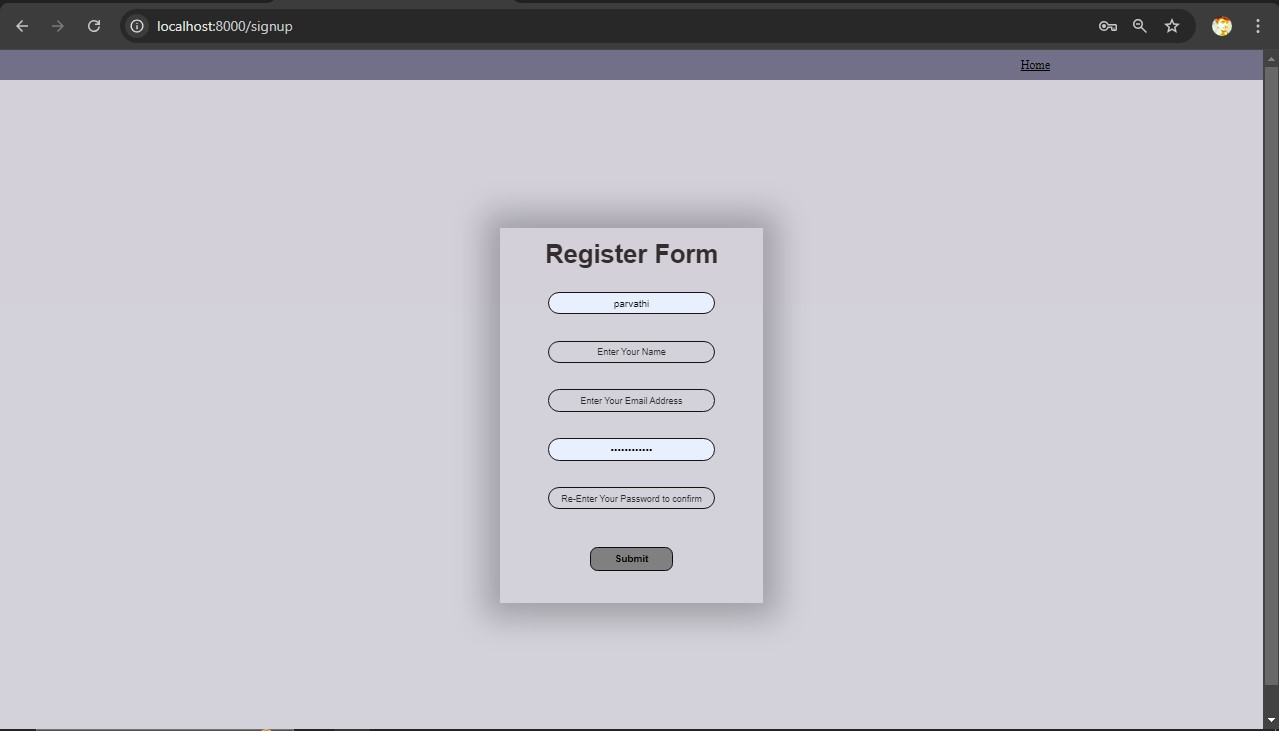 localhost:8000/signup
Home
Register Form
parvathi
Enter Your Name
Enter Your Email Address
••••••••••••
Re-Enter Your Password to confirm
Submit